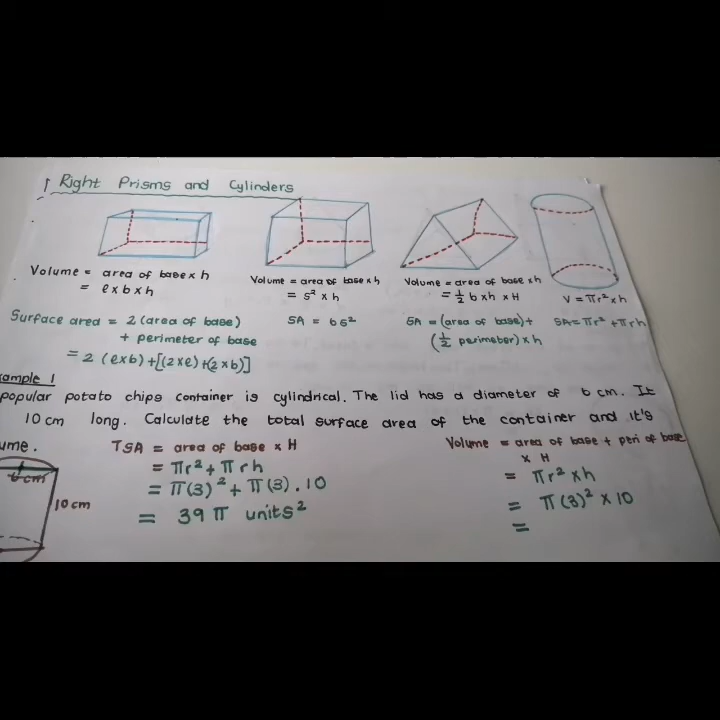 Right Prisms and Cylinders
Volume = area of base x h
= l x b x h
Surface area = 2 (area of base)
+ perimeter of base
= 2 (l x b) + [(2 x l) + (2 x b)]
Volume = area of base x h
= s² x h
SA = 6s²
Volume = area of base x h
= ½ b x h x H
SA = (area of base) +
(½ perimeter) x h
V = πr² x h
SA = πr² + πrh
ample 1
popular potato chips container is cylindrical. The lid has a diameter of 6 cm. It
10 cm long. Calculate the total surface area of the container and it's
ume.
6 cm
10 cm
TSA = area of base x H
= πr² + πrh
= π(3)² + π(3).10
= 39π units²
Volume = area of base + peri of base
x H
= πr² x h
= π(3)² x 10
=